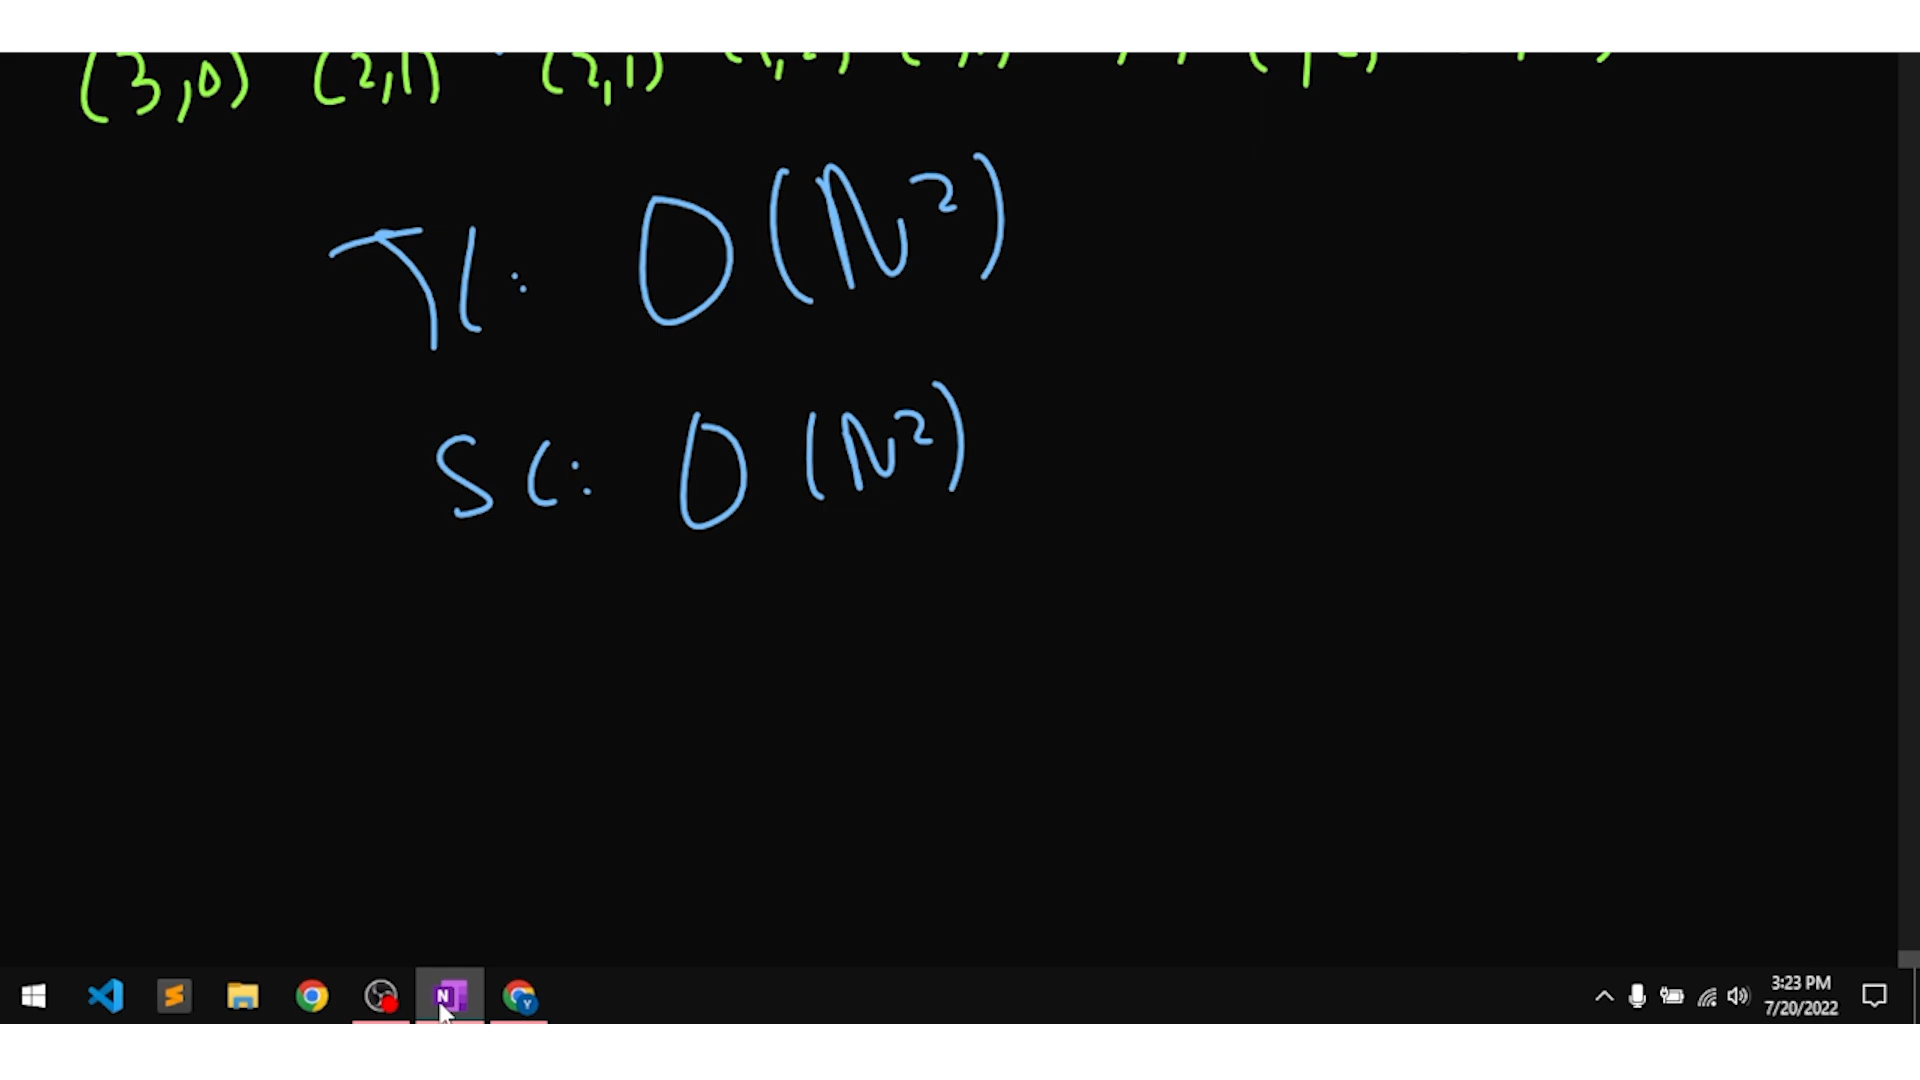 (3,0) (2,1) (2,1)
TC: O(N²)
SC: O(N²)
3:23 PM
7/20/2022